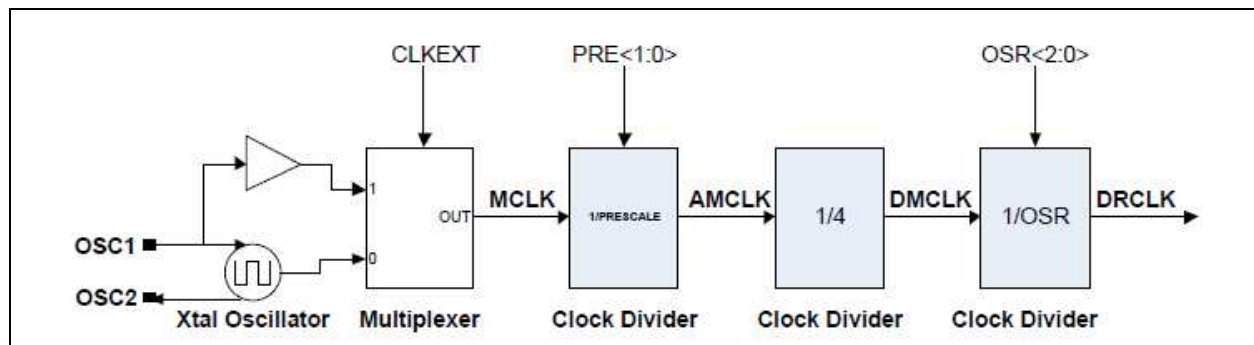 CLKEXT
PRE<1:0>
OSR<2:0>
1
0
OUT
MCLK
1/PRESCALE
AMCLK
1/4
DMCLK
1/OSR
DRCLK
OSC1
OSC2
Xtal Oscillator
Multiplexer
Clock Divider
Clock Divider
Clock Divider